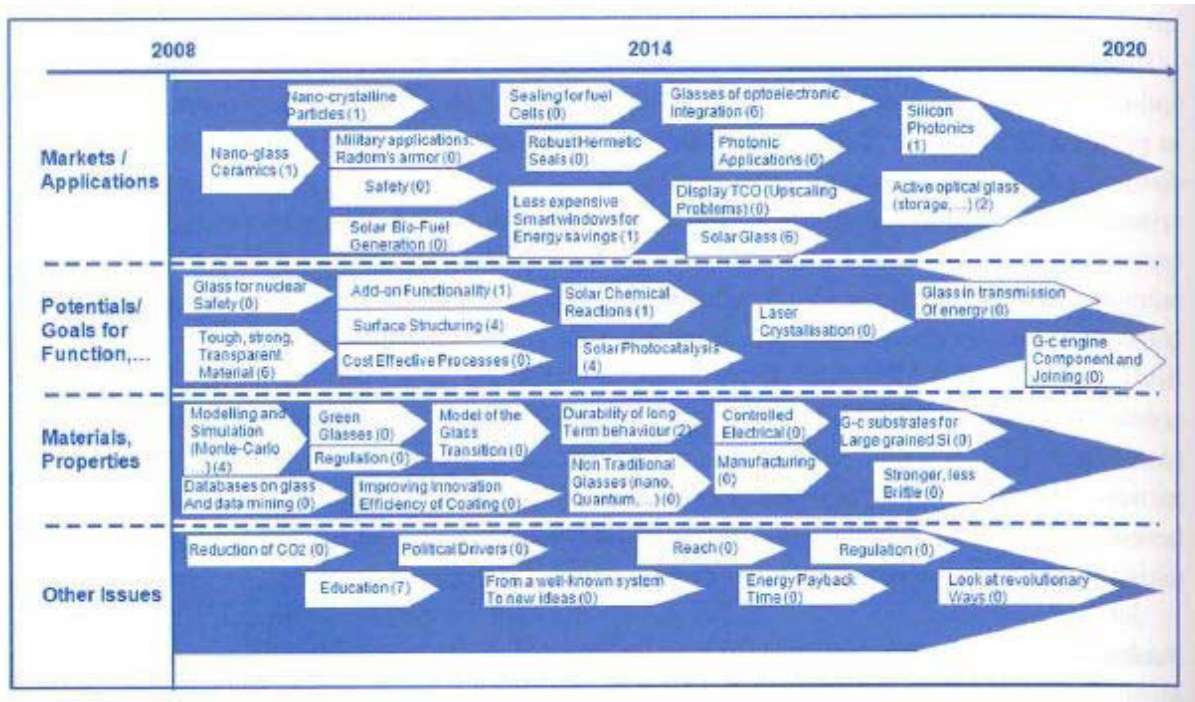 2008
2014
2020
Markets /
Applications
Nano-crystalline
Particles (1)
Sealing for fuel
Cells (0)
Glasses of optoelectronic
Integration (6)
Silicon
Photonics
(1)
Nano-glass
Ceramics (1)
Military applications:
Radom's armor (0)
Robust Hermetic
Seals (0)
Photonic
Applications (0)
Safety (0)
Less expensive
Smart windows for
Energy savings (1)
Display TCO (Upscaling
Problems) (0)
Active optical glass
(storage, ...) (2)
Solar Bio-Fuel
Generation (0)
Solar Glass (6)
Potentials/
Goals for
Function,...
Glass for nuclear
Safety (0)
Add-on Functionality (1)
Solar Chemical
Reactions (1)
Glass in transmission
Of energy (0)
Surface Structuring (4)
Laser
Crystallisation (0)
Tough, strong,
Transparent
Material (6)
Cost Effective Processes (0)
Solar Photocatalysis
(4)
G-c engine
Component and
Joining (0)
Materials,
Properties
Modelling and
Simulation
(Monte-Carlo
...) (4)
Green
Glasses (0)
Regulation (0)
Model of the
Glass
Transition (0)
Durability of long
Term behaviour (2)
Controlled
Electrical (0)
G-c substrates for
Large grained Si (0)
Databases on glass
And data mining (0)
Improving Innovation
Efficiency of Coating (0)
Non Traditional
Glasses (nano,
Quantum, ...) (0)
Manufacturing
(0)
Stronger, less
Brittle (0)
Other Issues
Reduction of CO2 (0)
Political Drivers (0)
Reach (0)
Regulation (0)
Education (7)
From a well-known system
To new ideas (0)
Energy Payback
Time (0)
Look at revolutionary
Ways (0)